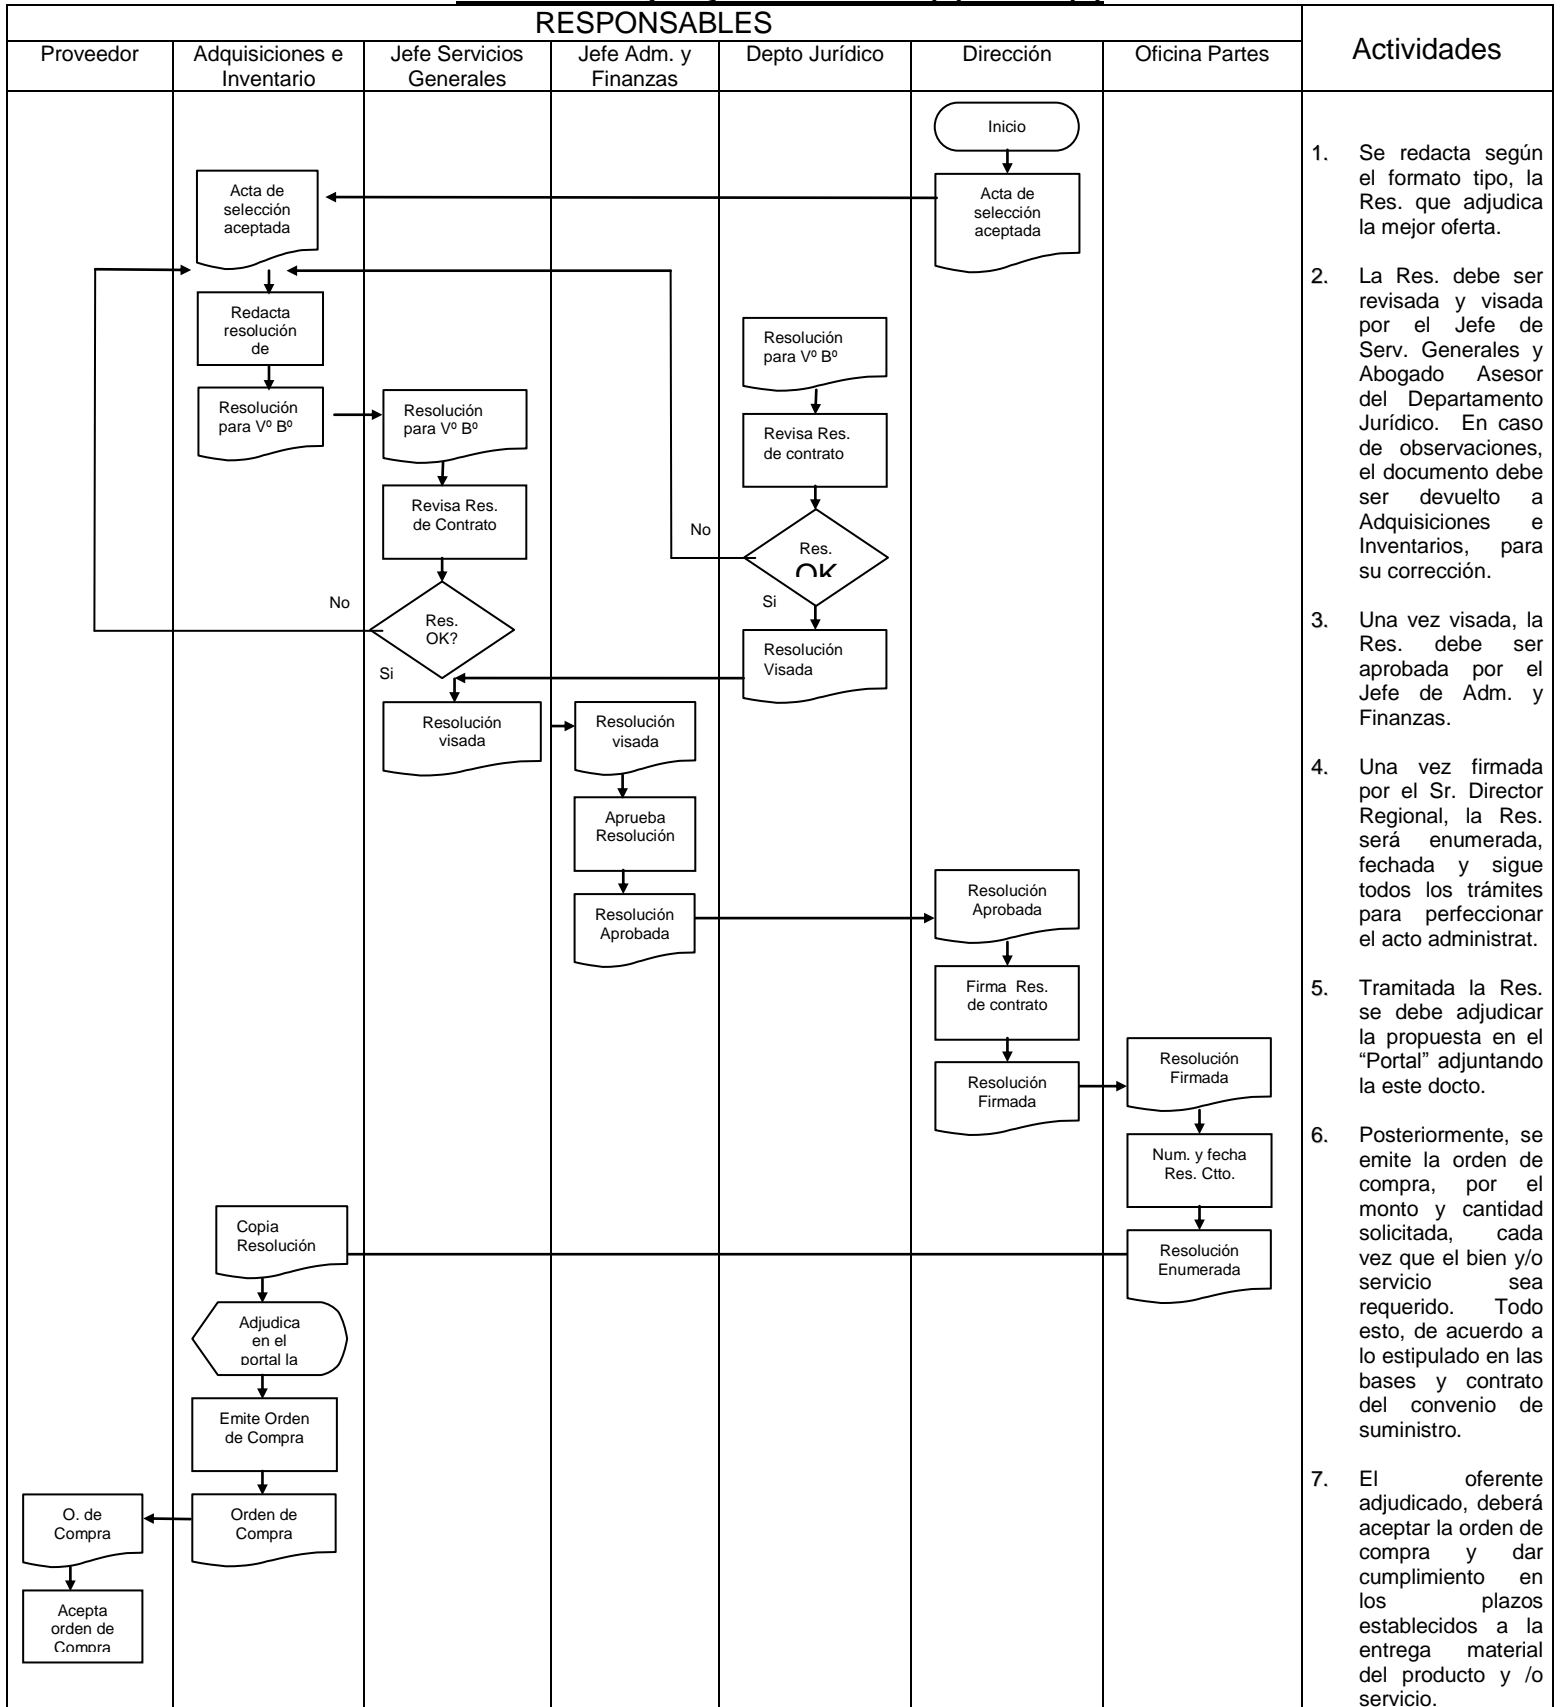 RESPONSABLES
Actividades
Proveedor
Adquisiciones e
Inventario
Jefe Servicios
Generales
Jefe Adm. y
Finanzas
Depto Jurídico
Dirección
Oficina Partes
Inicio
Acta de
selección
aceptada
Acta de
selección
aceptada
Redacta
resolución
de
Resolución
para Vº Bº
Resolución
para Vº Bº
Revisa Res.
de Contrato
No
Res.
OK?
Si
Resolución
para Vº Bº
Revisa Res.
de contrato
No
Res.
OK
Si
Resolución
Visada
Resolución
visada
Resolución
visada
Aprueba
Resolución
Resolución
Aprobada
Resolución
Aprobada
Firma Res.
de contrato
Resolución
Firmada
Resolución
Firmada
Num. y fecha
Res. Ctto.
Resolución
Enumerada
Copia
Resolución
Adjudica
en el
portal la
Emite Orden
de Compra
Orden de
Compra
O. de
Compra
Acepta
orden de
Compra
1. Se redacta según
el formato tipo, la
Res. que adjudica
la mejor oferta.
2. La Res. debe ser
revisada y visada
por el Jefe de
Serv. Generales y
Abogado Asesor
del Departamento
Jurídico. En caso
de observaciones,
el documento debe
ser devuelto a
Adquisiciones e
Inventarios, para
su corrección.
3. Una vez visada, la
Res. debe ser
aprobada por el
Jefe de Adm. y
Finanzas.
4. Una vez firmada
por el Sr. Director
Regional, la Res.
será enumerada,
fechada y sigue
todos los trámites
para perfeccionar
el acto administrat.
5. Tramitada la Res.
se debe adjudicar
la propuesta en el
“Portal” adjuntando
la este docto.
6. Posteriormente, se
emite la orden de
compra, por el
monto y cantidad
solicitada, cada
vez que el bien y/o
servicio sea
requerido. Todo
esto, de acuerdo a
lo estipulado en las
bases y contrato
del convenio de
suministro.
7. El oferente
adjudicado, deberá
aceptar la orden de
compra y dar
cumplimiento en
los plazos
establecidos a la
entrega material
del producto y /o
servicio.